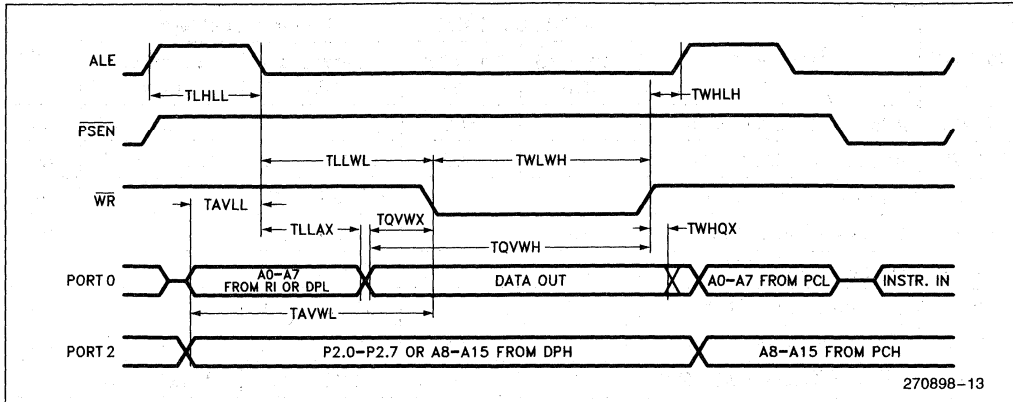 ALE
TLHLL
TWHLH
PSEN
TLLWL
TWLWH
WR
TAVLL
TLLAX
TQVWX
TWHQX
TQVWH
PORT 0
A0–A7
FROM RI OR DPL
DATA OUT
A0–A7 FROM PCL
INSTR. IN
TAVWL
PORT 2
P2.0–P2.7 OR A8–A15 FROM DPH
A8–A15 FROM PCH
270898–13